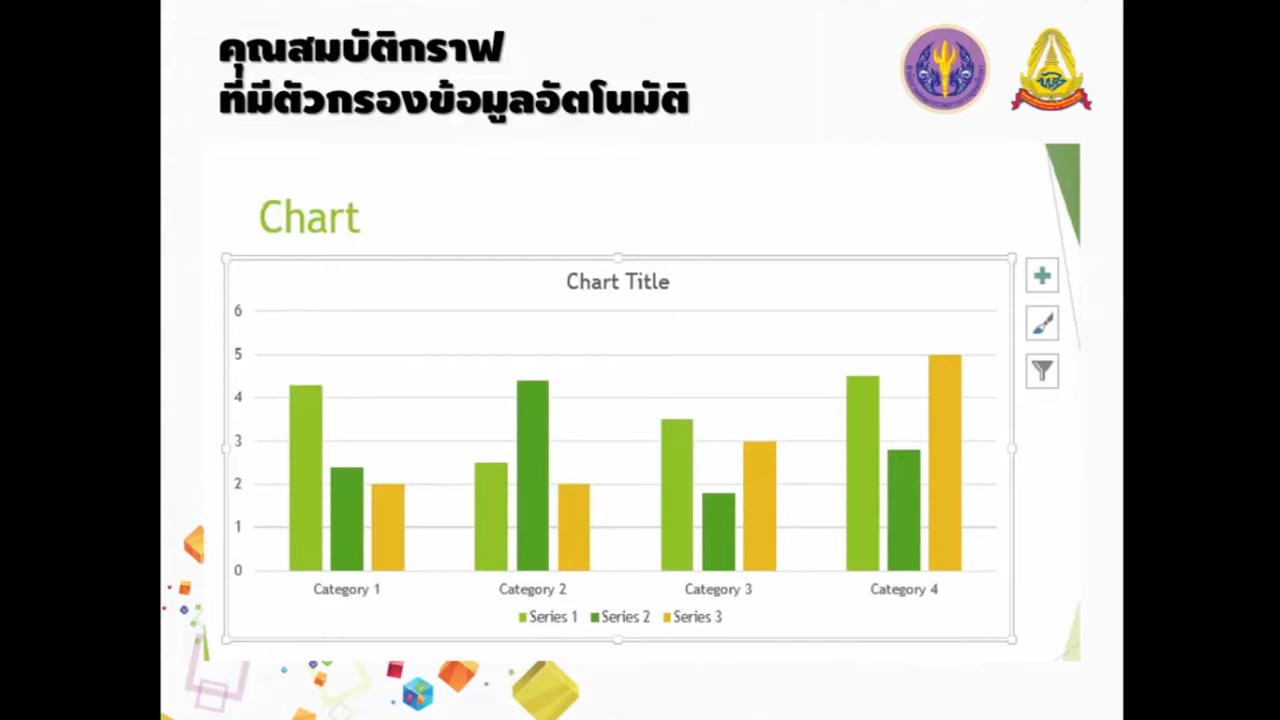 คุณสมบัติกราฟ
ที่มีตัวกรองข้อมูลอัตโนมัติ
Chart
Chart Title
6
5
4
3
2
1
0
Category 1 Category 2 Category 3 Category 4
Series 1 Series 2 Series 3